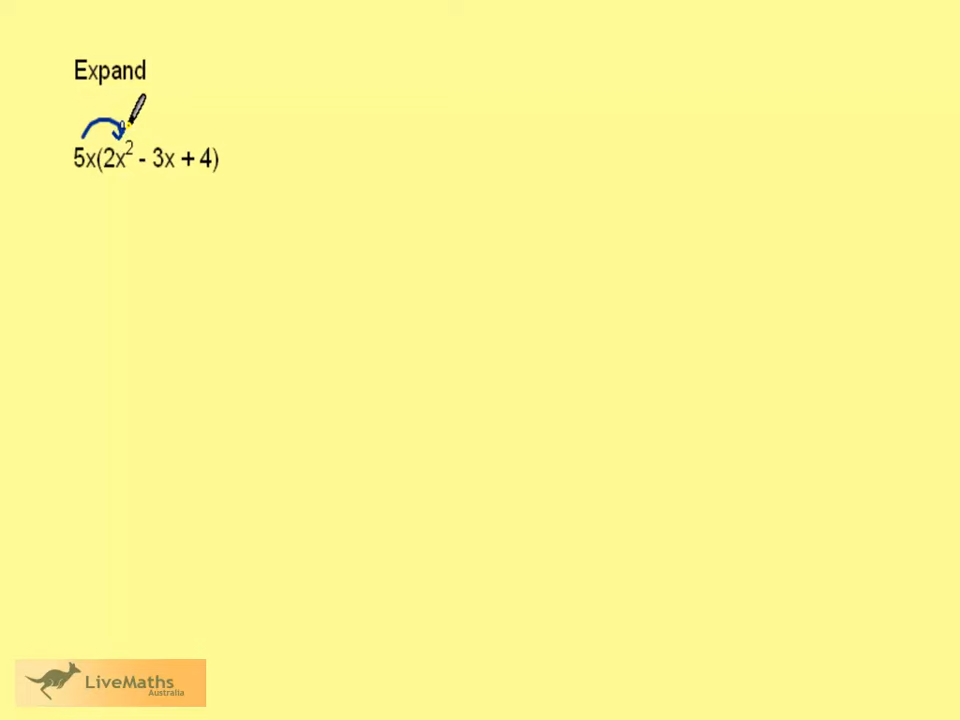 Expand
5x(2x² - 3x + 4)
LiveMaths
Australia